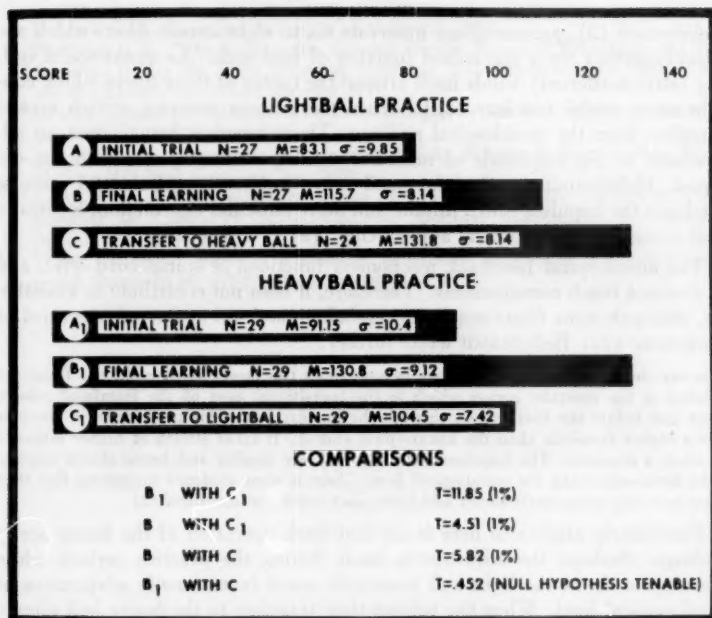 SCORE 20 40 60 80 100 120 140
LIGHTBALL PRACTICE
A INITIAL TRIAL N=27 M=83.1 σ=9.85
B FINAL LEARNING N=27 M=115.7 σ=8.14
C TRANSFER TO HEAVY BALL N=24 M=131.8 σ=8.14
HEAVYBALL PRACTICE
A1 INITIAL TRIAL N=29 M=91.15 σ=10.4
B1 FINAL LEARNING N=29 M=130.8 σ=9.12
C1 TRANSFER TO LIGHTBALL N=29 M=104.5 σ=7.42
COMPARISONS
B1 WITH C1 T=11.85 (1%)
B WITH C1 T=4.51 (1%)
B WITH C T=5.82 (1%)
B1 WITH C T=.452 (NULL HYPOTHESIS TENABLE)